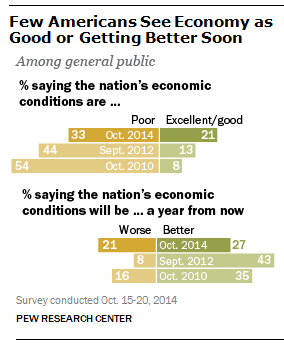 Few Americans See Economy as
Good or Getting Better Soon
Among general public
% saying the nation's economic
conditions are ...
Poor Excellent/good
33 Oct. 2014 21
44 Sept. 2012 13
54 Oct. 2010 8
% saying the nation's economic
conditions will be ... a year from now
Worse Better
21 Oct. 2014 27
8 Sept. 2012 43
16 Oct. 2010 35
Survey conducted Oct. 15-20, 2014
PEW RESEARCH CENTER